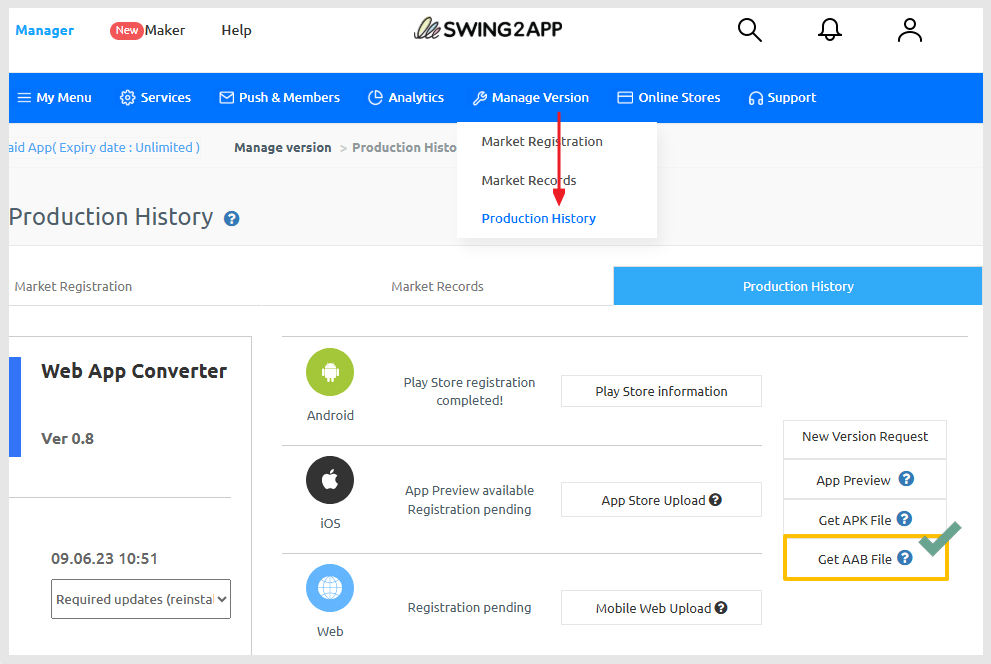 Manager
New Maker
Help
SWING2APP
My Menu
Services
Push & Members
Analytics
Manage Version
Online Stores
Support
aid App( Expiry date : Unlimited )
Manage version > Production Histo
Market Registration
Market Records
Production History
Production History ?
Market Registration
Market Records
Production History
Web App Converter
Ver 0.8
09.06.23 10:51
Required updates (reinstal
Android
Play Store registration
completed!
Play Store information
iOS
App Preview available
Registration pending
App Store Upload ?
Web
Registration pending
Mobile Web Upload ?
New Version Request
App Preview ?
Get APK File ?
Get AAB File ?